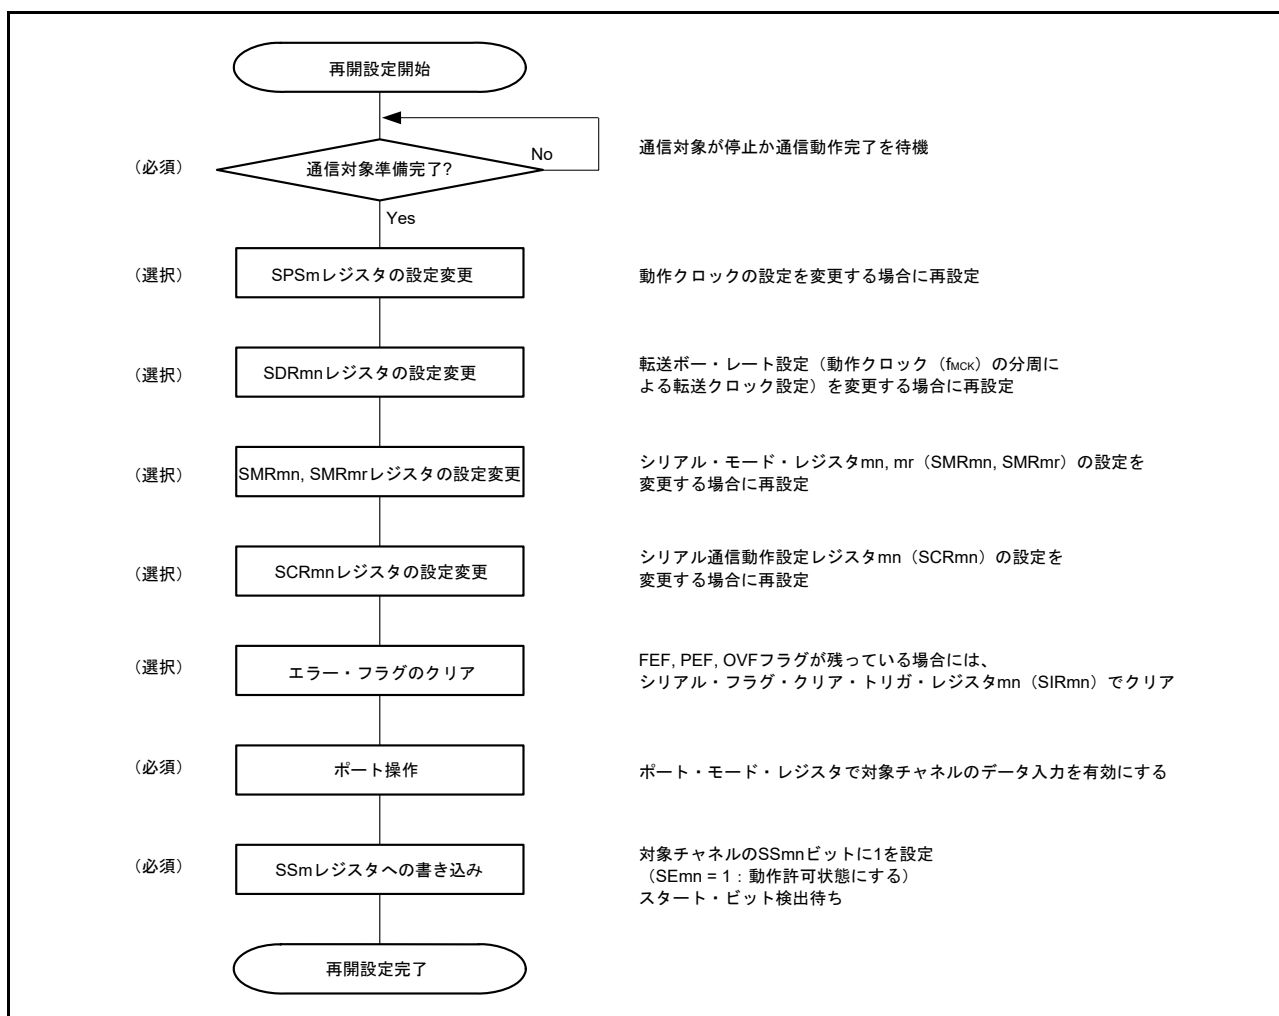 再開設定開始
(必須)
通信対象準備完了?
No
通信対象が停止か通信動作完了を待機
Yes
(選択)
SPSmレジスタの設定変更
動作クロックの設定を変更する場合に再設定
(選択)
SDRmnレジスタの設定変更
転送ボー・レート設定(動作クロック(fMCK)の分周に
よる転送クロック設定)を変更する場合に再設定
(選択)
SMRmn, SMRmrレジスタの設定変更
シリアル・モード・レジスタmn, mr(SMRmn, SMRmr)の設定を
変更する場合に再設定
(選択)
SCRmnレジスタの設定変更
シリアル通信動作設定レジスタmn(SCRmn)の設定を
変更する場合に再設定
(選択)
エラー・フラグのクリア
FEF, PEF, OVFフラグが残っている場合には、
シリアル・フラグ・クリア・トリガ・レジスタmn(SIRmn)でクリア
(必須)
ポート操作
ポート・モード・レジスタで対象チャネルのデータ入力を有効にする
(必須)
SSmレジスタへの書き込み
対象チャネルのSSmnビットに1を設定
(SEmn = 1:動作許可状態にする)
スタート・ビット検出待ち
再開設定完了